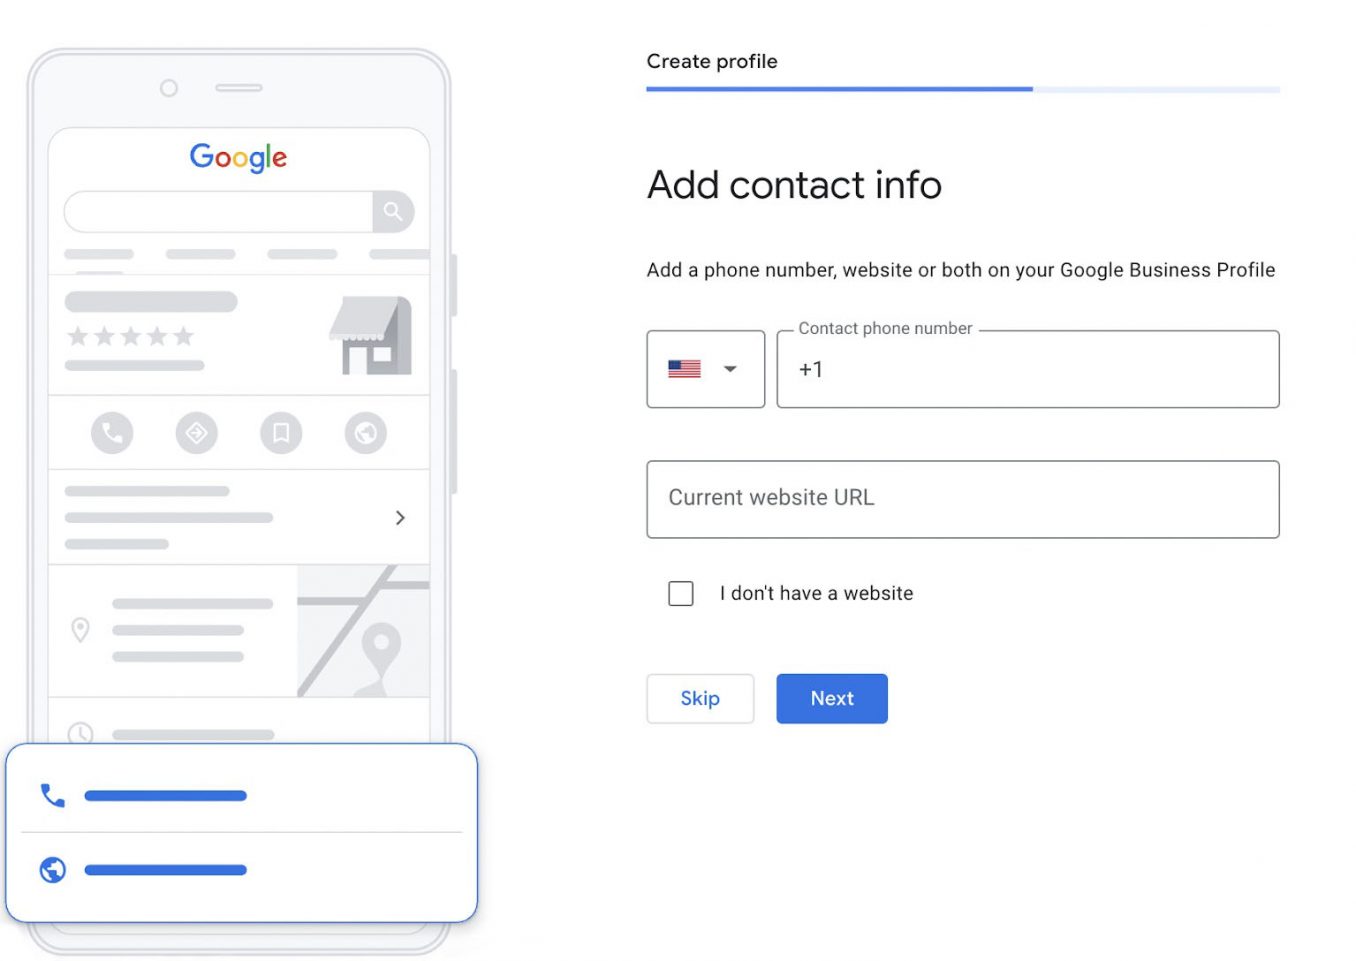 Google
Create profile
Add contact info
Add a phone number, website or both on your Google Business Profile
Contact phone number
+1
Current website URL
I don't have a website
Skip
Next